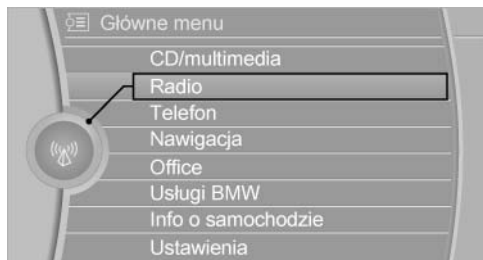 Główne menu
CD/multimedia
Radio
Telefon
Nawigacja
Office
Usługi BMW
Info o samochodzie
Ustawienia